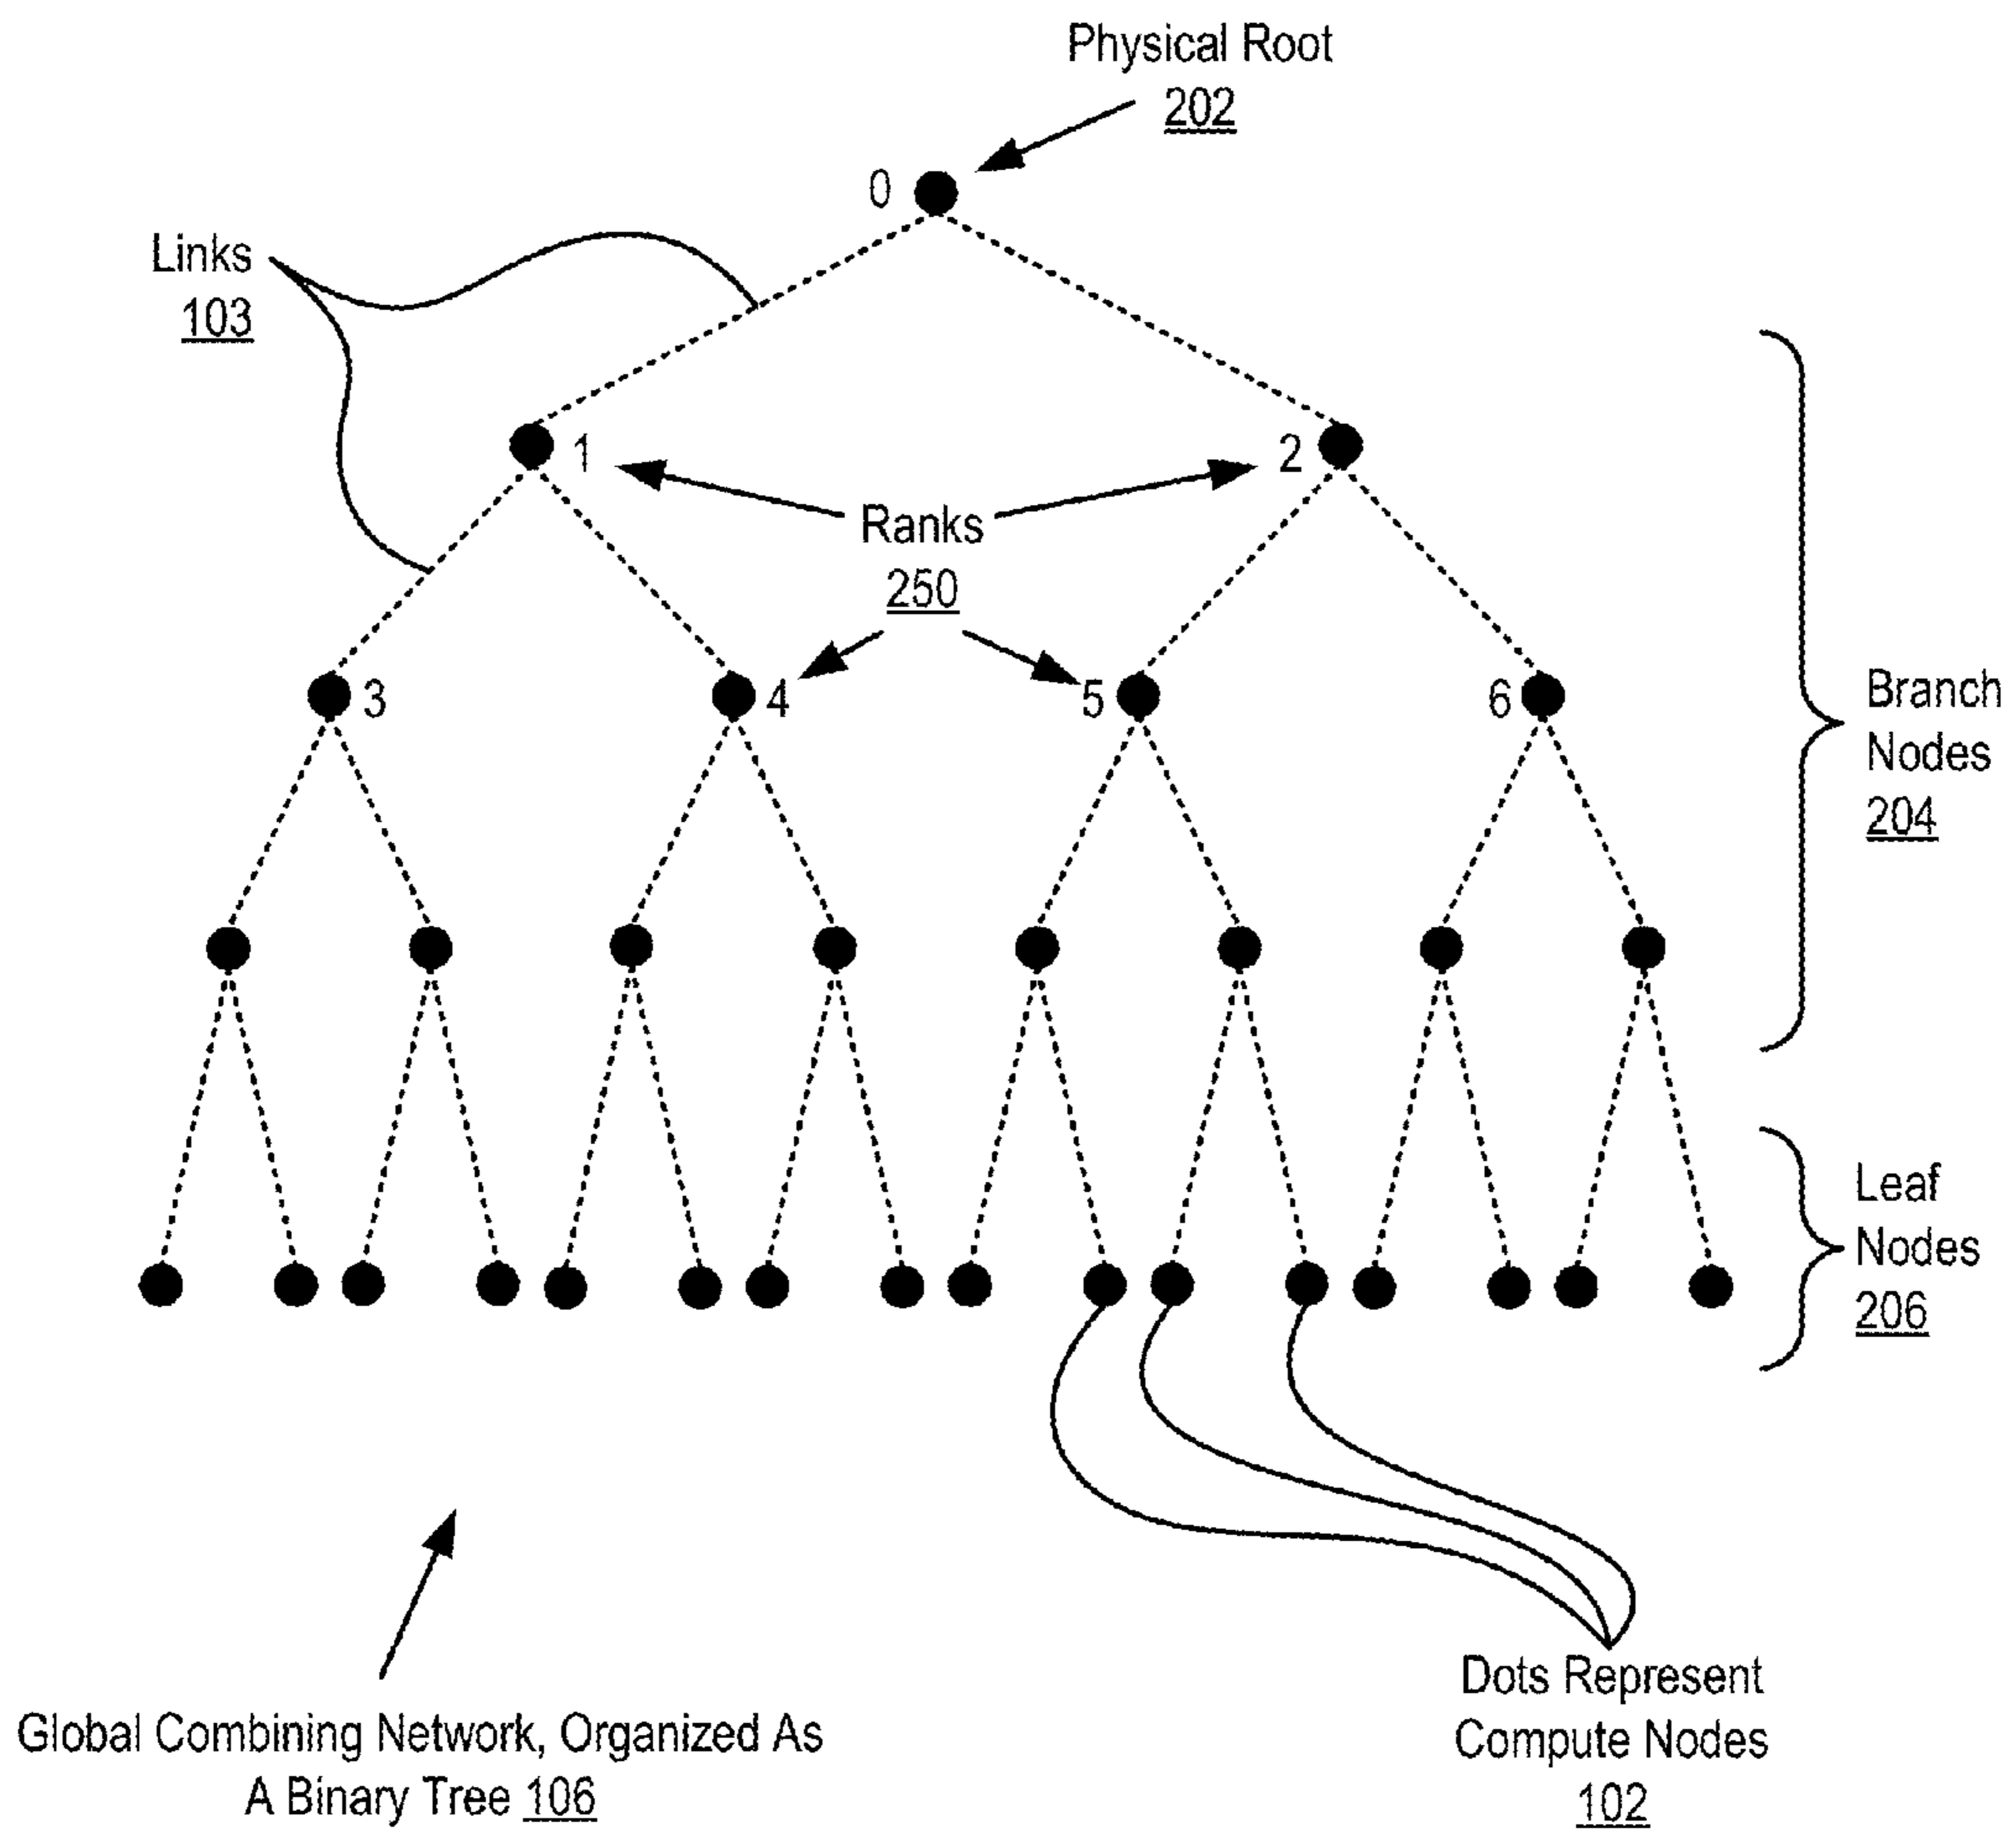 Physical Root
202
0
Links
103
1
2
Ranks
250
3
4
5
6
Branch
Nodes
204
Leaf
Nodes
206
Dots Represent
Compute Nodes
102
Global Combining Network, Organized As
A Binary Tree 106